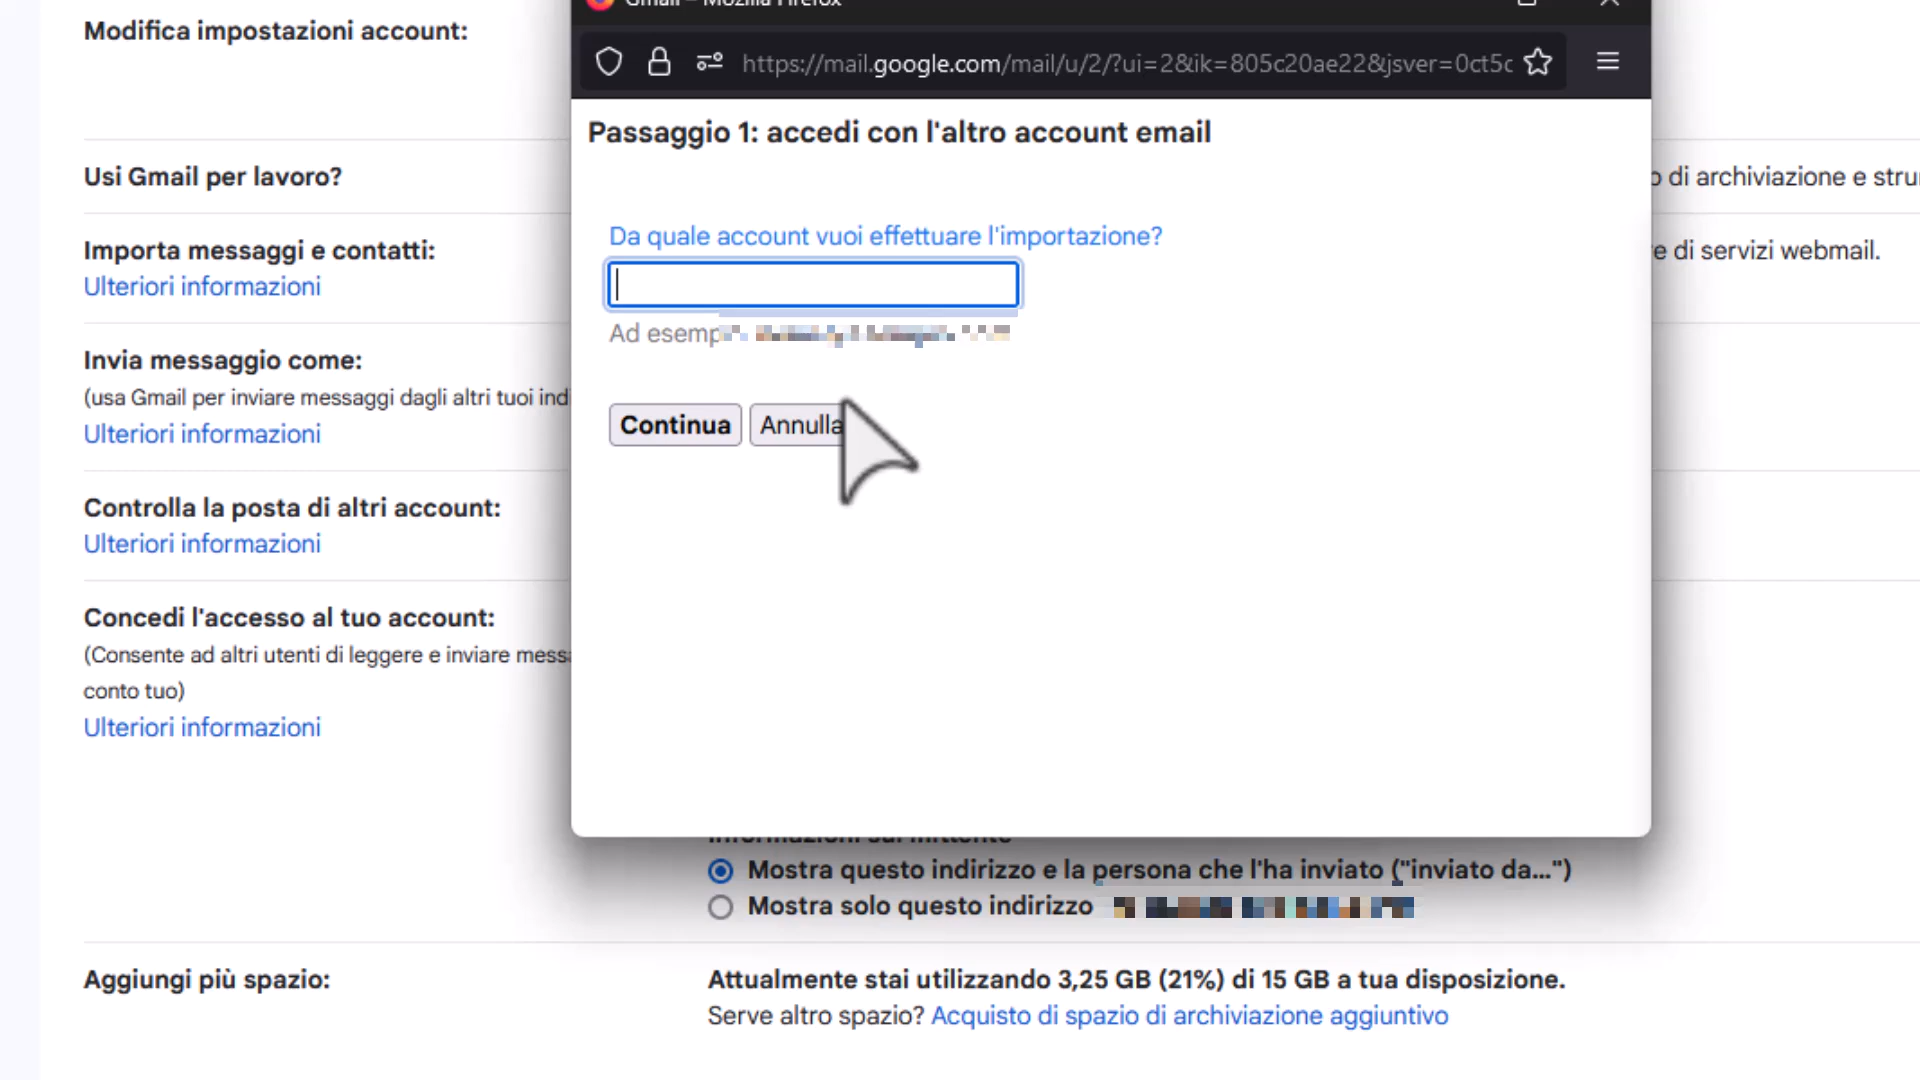 Modifica impostazioni account:
Usi Gmail per lavoro?
Importa messaggi e contatti:
Ulteriori informazioni
Invia messaggio come:
(usa Gmail per inviare messaggi dagli altri tuoi ind
Ulteriori informazioni
Controlla la posta di altri account:
Ulteriori informazioni
Concedi l'accesso al tuo account:
(Consente ad altri utenti di leggere e inviare mess
conto tuo)
Ulteriori informazioni
Gmail – Mozilla Firefox
https://mail.google.com/mail/u/2/?ui=2&ik=805c20ae22&jsver=0ct5c
Passaggio 1: accedi con l'altro account email
Da quale account vuoi effettuare l'importazione?
Ad esemp
Continua
Annulla
o di archiviazione e stru
e di servizi webmail.
Informazioni sul mittente
Mostra questo indirizzo e la persona che l'ha inviato ("inviato da...")
Mostra solo questo indirizzo
Aggiungi più spazio:
Attualmente stai utilizzando 3,25 GB (21%) di 15 GB a tua disposizione.
Serve altro spazio? Acquisto di spazio di archiviazione aggiuntivo